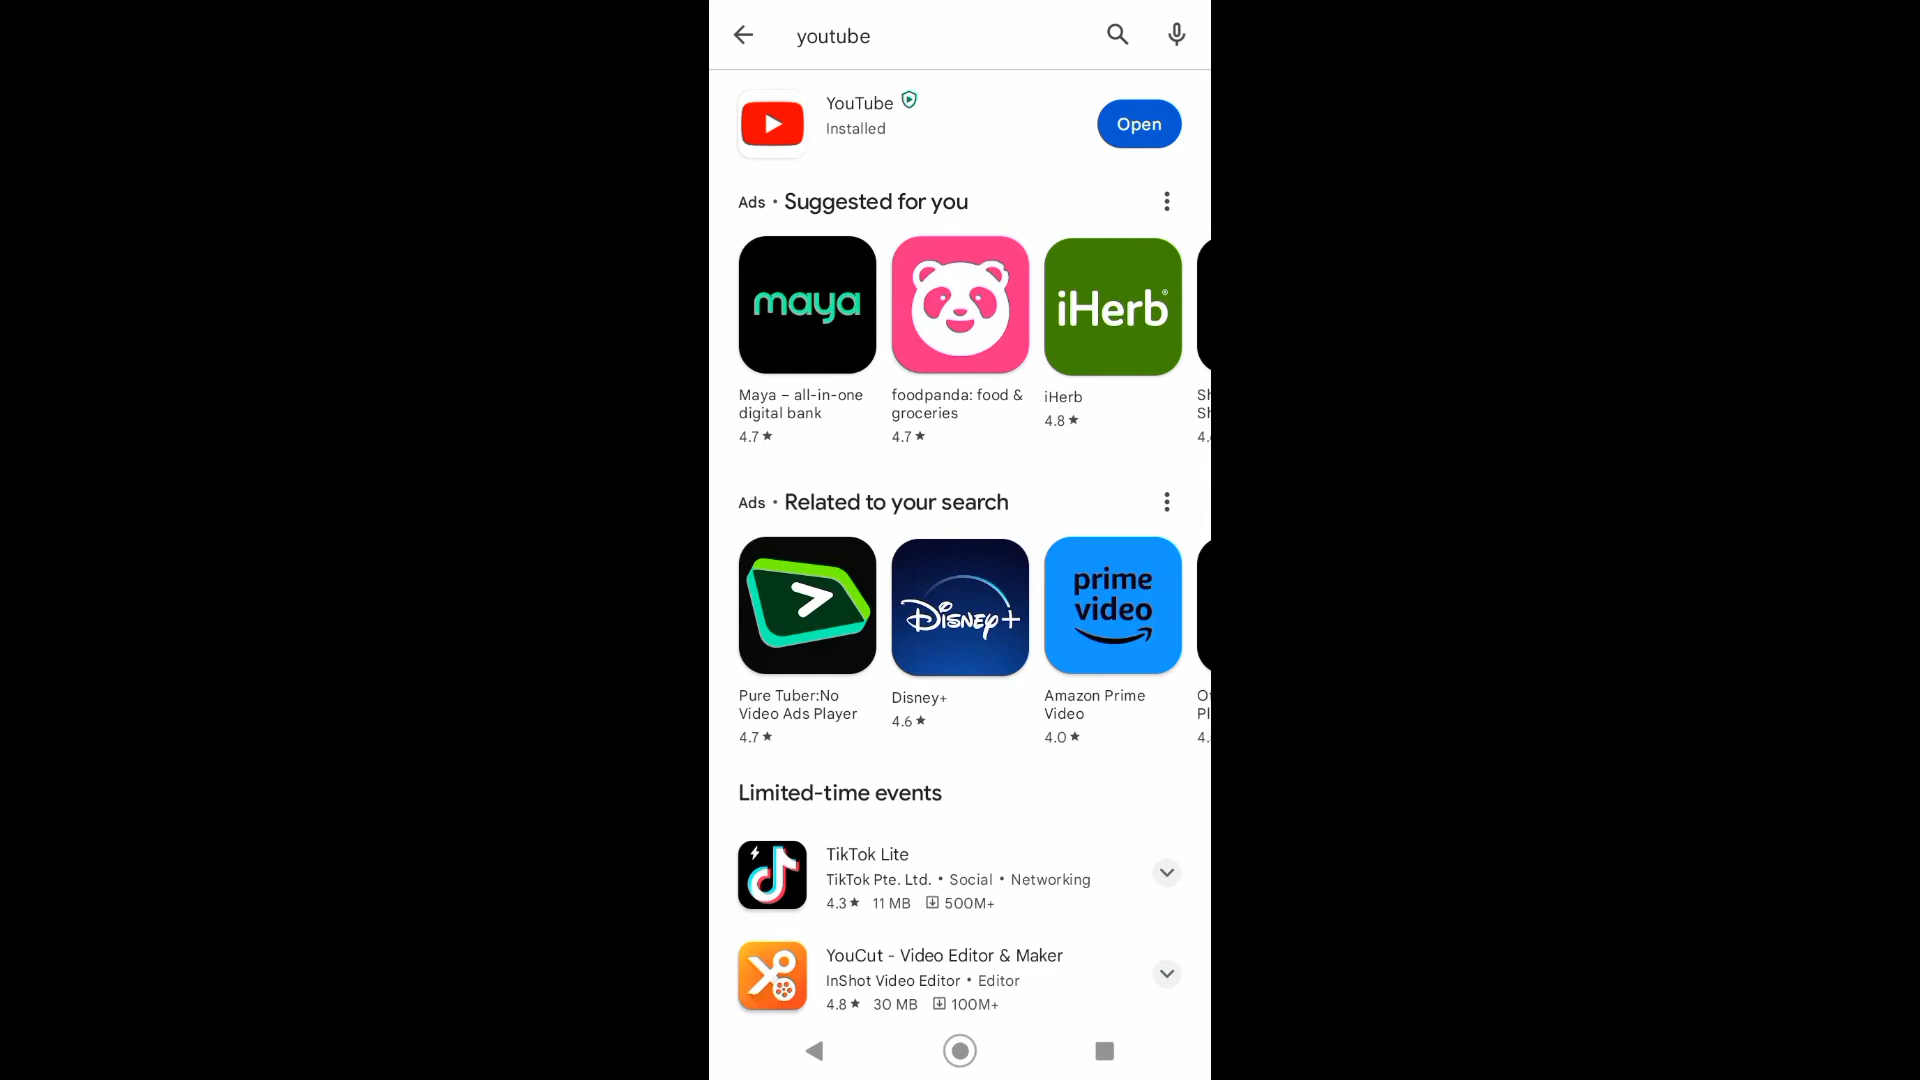 youtube
YouTube
Installed
Open
Ads • Suggested for you
maya
iHerb®
Maya – all-in-one
digital bank
4.7★
foodpanda: food &
groceries
4.7★
iHerb
4.8★
Ads • Related to your search
Disney+
prime
video
Pure Tuber:No
Video Ads Player
4.7★
Disney+
4.6★
Amazon Prime
Video
4.0★
Limited-time events
TikTok Lite
TikTok Pte. Ltd. • Social • Networking
4.3★ 11 MB 500M+
YouCut - Video Editor & Maker
InShot Video Editor • Editor
4.8★ 30 MB 100M+